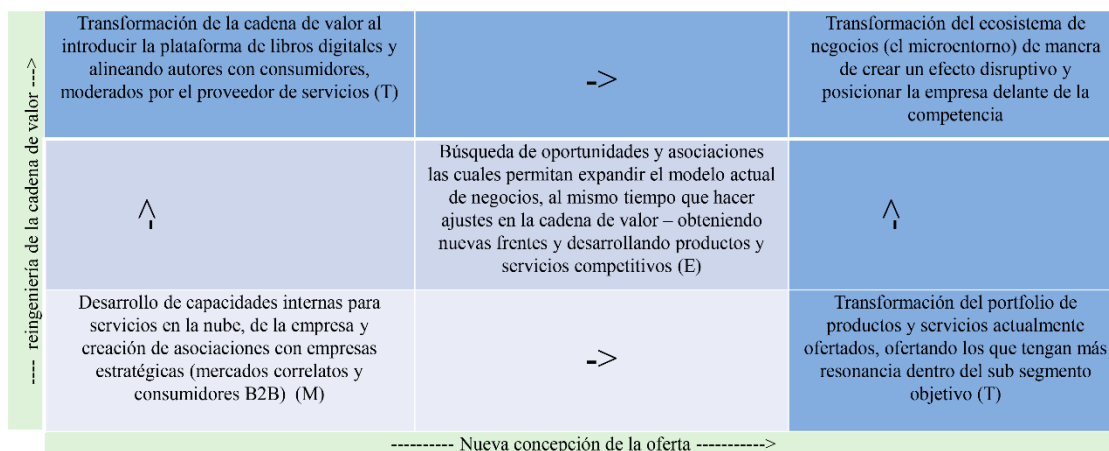 Transformación de la cadena de valor al
introducir la plataforma de libros digitales y
alineando autores con consumidores,
moderados por el proveedor de servicios (T)
->
Transformación del ecosistema de
negocios (el microentorno) de manera
de crear un efecto disruptivo y
posicionar la empresa delante de la
competencia
---- reingeniería de la cadena de valor --->
^
'
Búsqueda de oportunidades y asociaciones
las cuales permitan expandir el modelo actual
de negocios, al mismo tiempo que hacer
ajustes en la cadena de valor – obteniendo
nuevas frentes y desarrollando productos y
servicios competitivos (E)
^
'
Desarrollo de capacidades internas para
servicios en la nube, de la empresa y
creación de asociaciones con empresas
estratégicas (mercados correlatos y
consumidores B2B) (M)
->
Transformación del portfolio de
productos y servicios actualmente
ofertados, ofertando los que tengan más
resonancia dentro del sub segmento
objetivo (T)
---------- Nueva concepción de la oferta ---------->